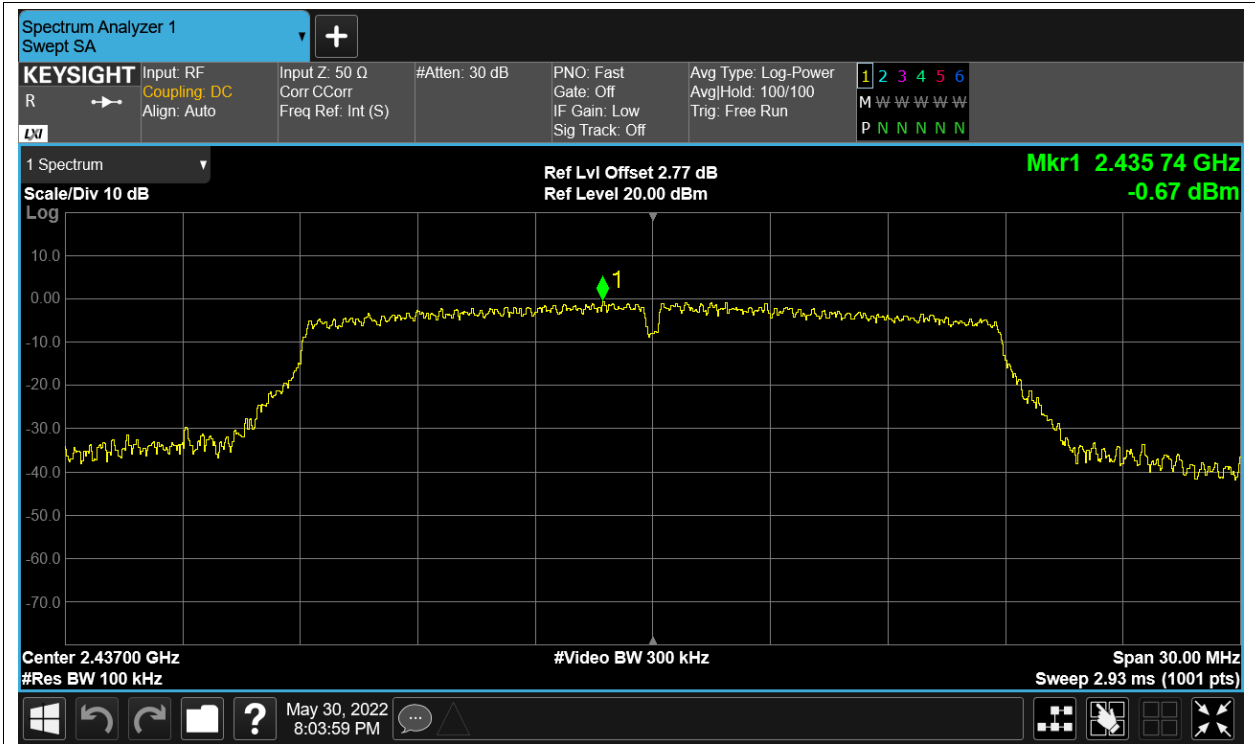 Spectrum Analyzer 1
Swept SA
KEYSIGHT
R
LXI
Input: RF
Coupling: DC
Align: Auto
Input Z: 50 Ω
Corr CCorr
Freq Ref: Int (S)
#Atten: 30 dB
PNO: Fast
Gate: Off
IF Gain: Low
Sig Track: Off
Avg Type: Log-Power
Avg|Hold: 100/100
Trig: Free Run
1 2 3 4 5 6
M W W W W W
P N N N N N
1 Spectrum
Scale/Div 10 dB
Log
Ref Lvl Offset 2.77 dB
Ref Level 20.00 dBm
Mkr1 2.435 74 GHz
-0.67 dBm
1
10.0
0.00
-10.0
-20.0
-30.0
-40.0
-50.0
-60.0
-70.0
Center 2.43700 GHz
#Res BW 100 kHz
#Video BW 300 kHz
Span 30.00 MHz
Sweep 2.93 ms (1001 pts)
?
May 30, 2022
8:03:59 PM